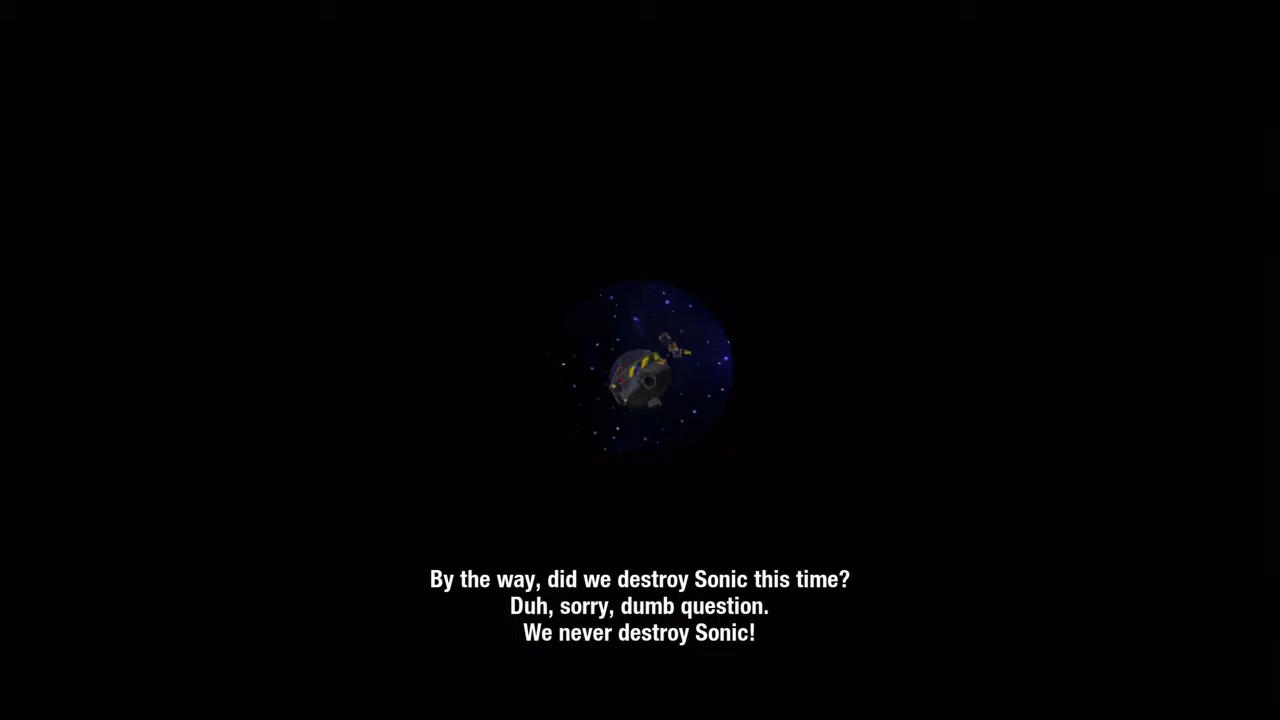 By the way, did we destroy Sonic this time?
Duh, sorry, dumb question.
We never destroy Sonic!